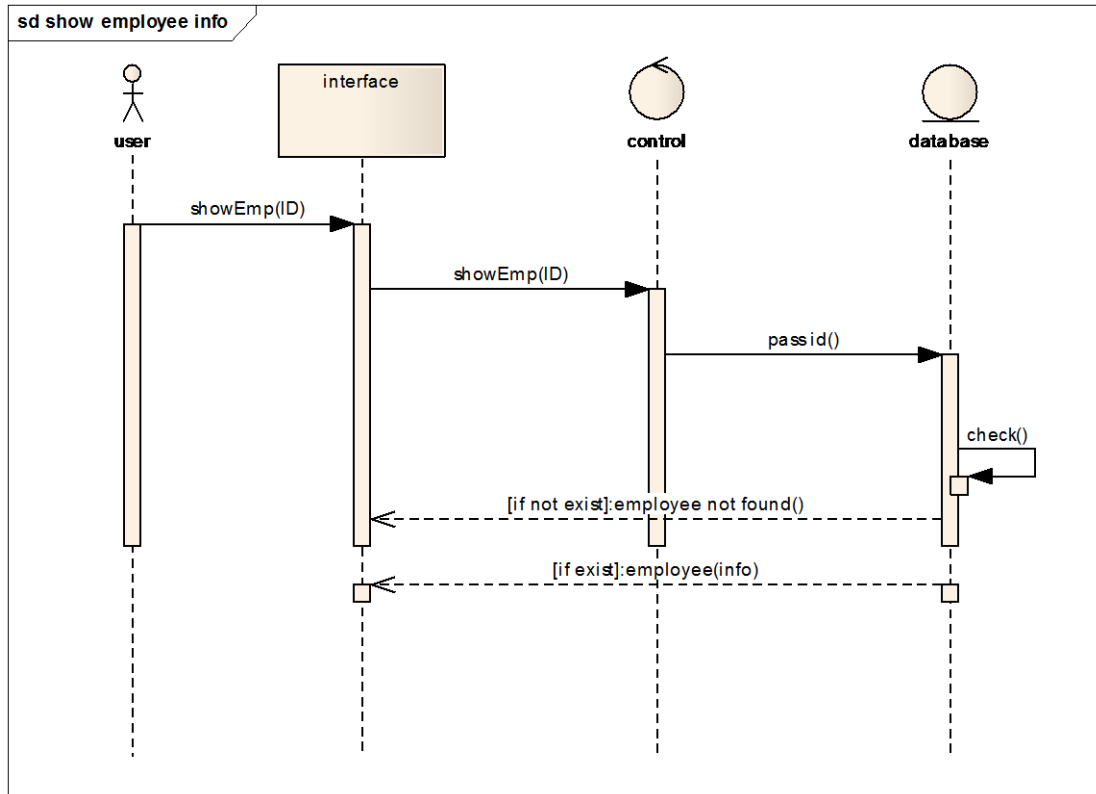 sd show employee info
interface
user
control
database
showEmp(ID)
showEmp(ID)
passid()
check()
[if not exist]:employee not found()
[if exist]:employee(info)